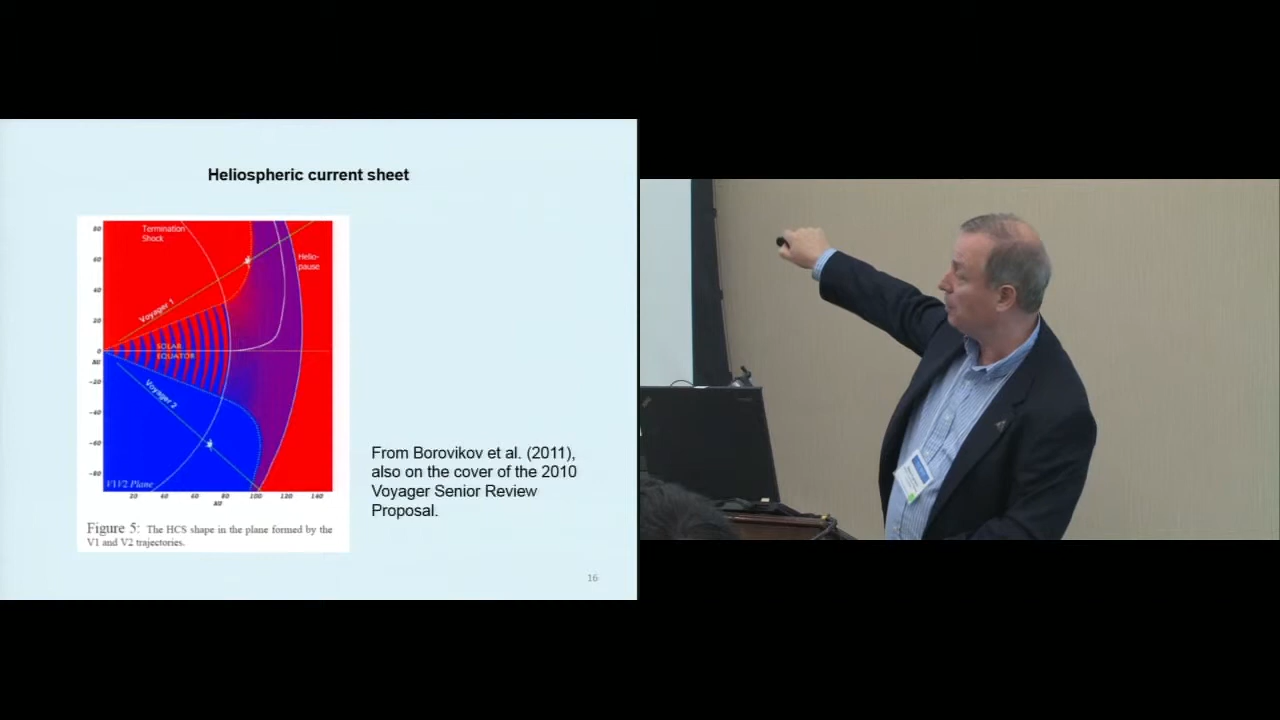 Heliospheric current sheet
80
60
40
20
0
AU
-20
-40
-60
-80
Termination
Shock
Helio-
pause
Voyager 1
SOLAR
EQUATOR
Voyager 2
V1V2 Plane
20
40
60
80
100
120
140
AU
Figure 5: The HCS shape in the plane formed by the
V1 and V2 trajectories.
From Borovikov et al. (2011),
also on the cover of the 2010
Voyager Senior Review
Proposal.
16